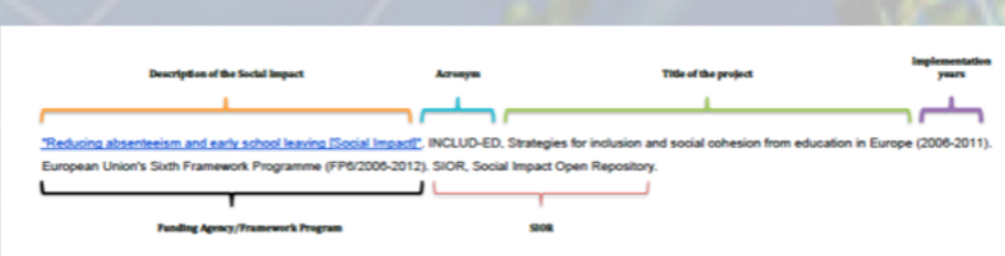 Implementation
Description of the Social Impact Acronym Title of the project years
"Reducing absenteeism and early school leaving [Social Impact]", INCLUD-ED, Strategies for inclusion and social cohesion from education in Europe (2006-2011).
European Union's Sixth Framework Programme (FP6/2006-2012). SIOR, Social Impact Open Repository.
Funding Agency/Framework Program SIOR